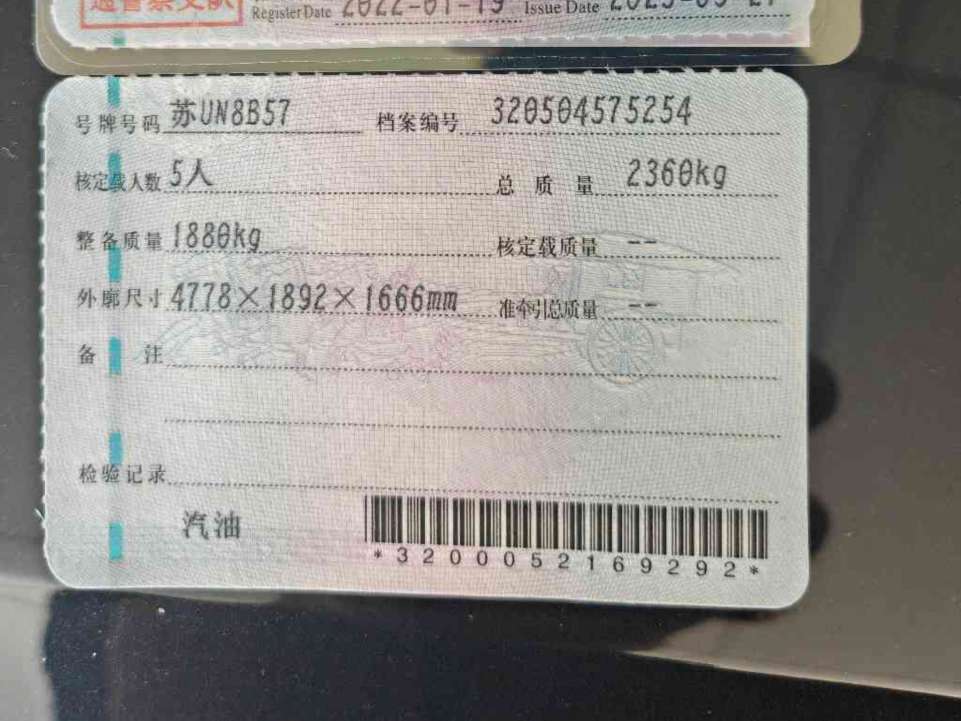 Register Date 2022-01-19 Issue Date
号牌号码 苏UN8B57 档案编号 320504575254
核定载人数 5人 总质量 2360kg
整备质量 1880kg 核定载质量 --
外廓尺寸 4778×1892×1666mm 准牵引总质量 --
备注
检验记录
汽油
*3200052169292*